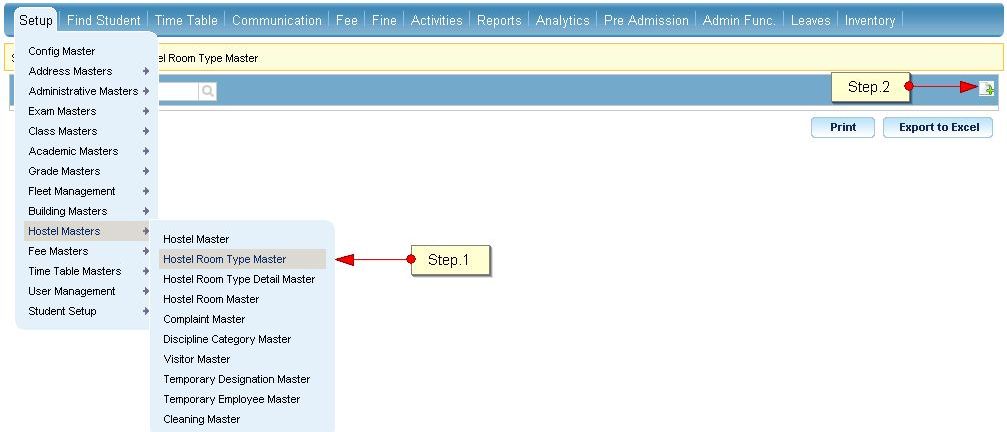 Setup Find Student Time Table Communication Fee Fine Activities Reports Analytics Pre Admission Admin Func. Leaves Inventory
Config Master
tel Room Type Master
Address Masters
Administrative Masters
Step.2
Exam Masters
Print Export to Excel
Class Masters
Academic Masters
Grade Masters
Fleet Management
Building Masters
Hostel Masters
Fee Masters
Time Table Masters
User Management
Student Setup
Hostel Master
Hostel Room Type Master
Step.1
Hostel Room Type Detail Master
Hostel Room Master
Complaint Master
Discipline Category Master
Visitor Master
Temporary Designation Master
Temporary Employee Master
Cleaning Master